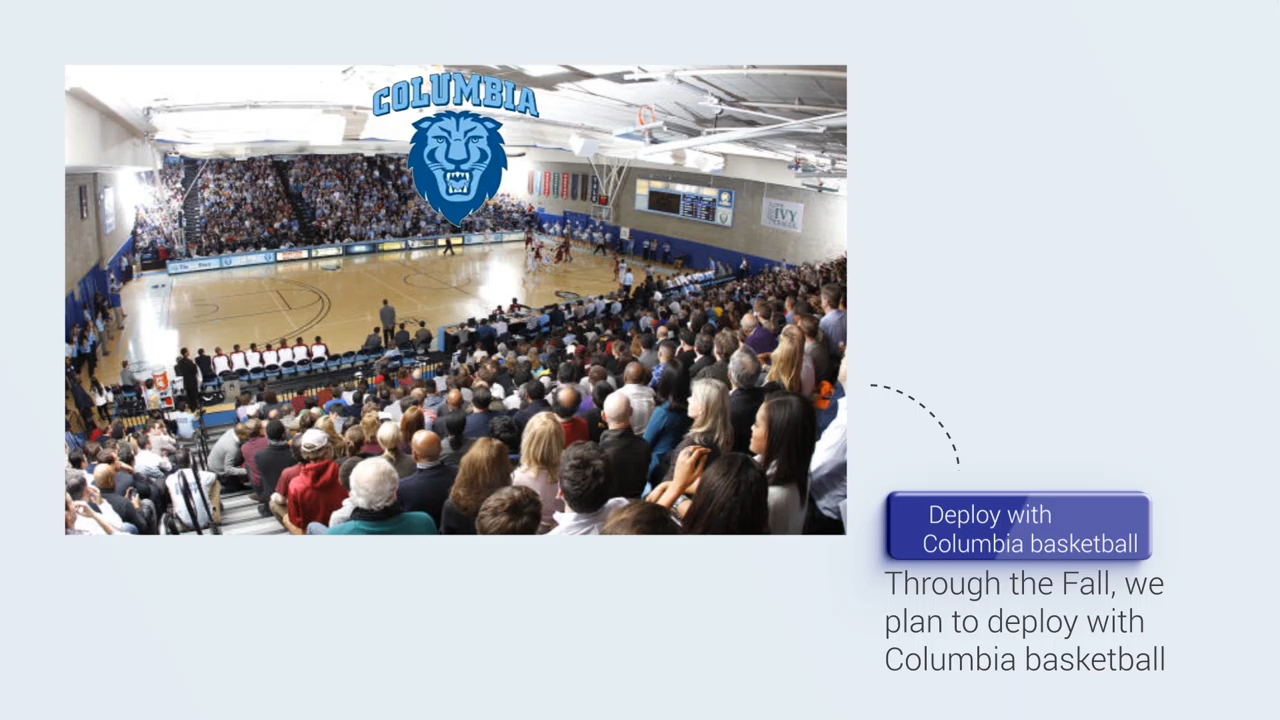 COLUMBIA
IVY
Deploy with
Columbia basketball
Through the Fall, we
plan to deploy with
Columbia basketball